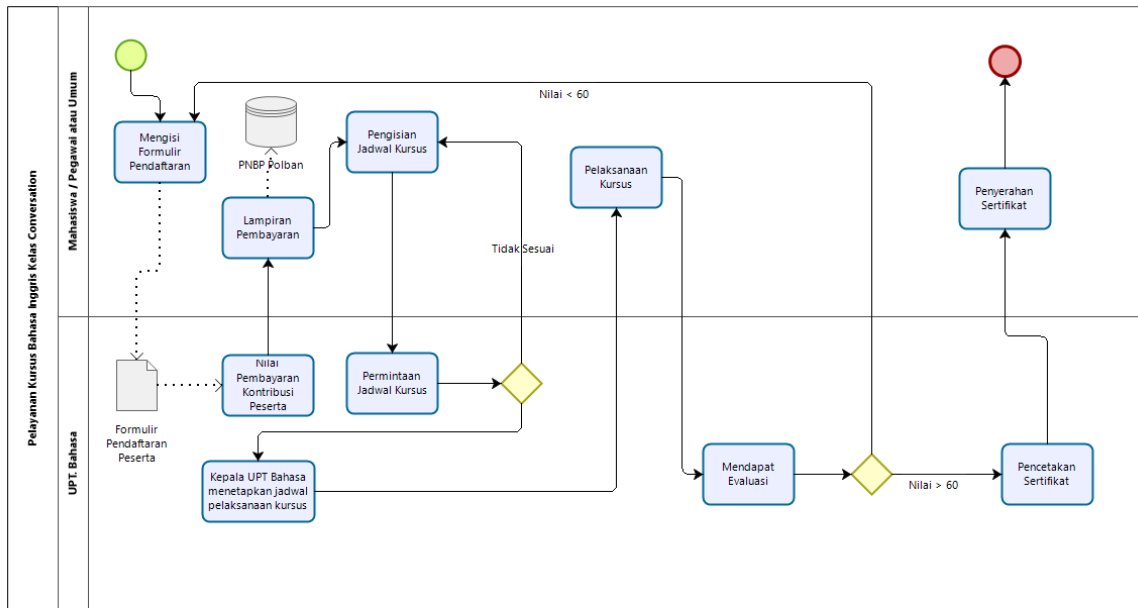 Pelayanan Kursus Bahasa Inggris Kelas Conversation
Mahasiswa / Pegawai atau Umum
Mengisi
Formulir
Pendaftaran
PNBP Polban
Lampiran
Pembayaran
Pengisian
Jadwal Kursus
Nilai < 60
Tidak Sesuai
Pelaksanaan
Kursus
Penyerahan
Sertifikat
UPT. Bahasa
Formulir
Pendaftaran
Peserta
Nilai
Pembayaran
Kontribusi
Peserta
Permintaan
Jadwal Kursus
Kepala UPT Bahasa
menetapkan jadwal
pelaksanaan kursus
Mendapat
Evaluasi
Nilai > 60
Pencetakan
Sertifikat